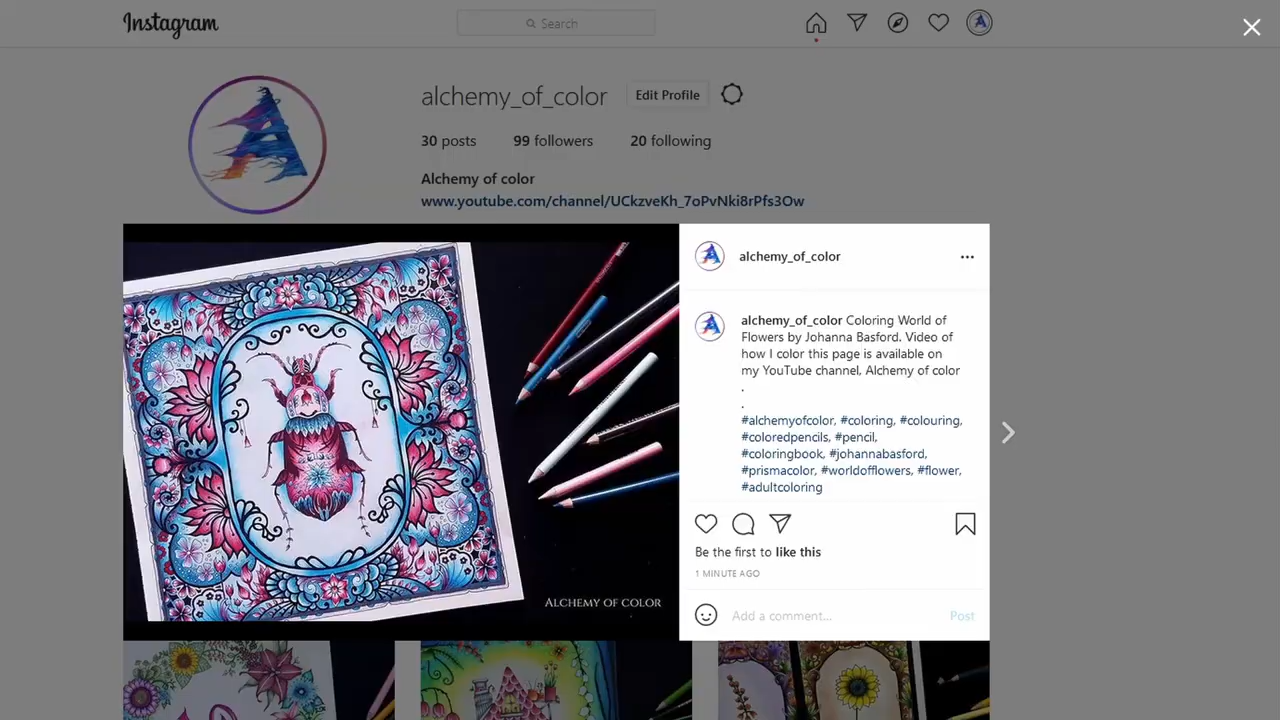 Instagram
Search
alchemy_of_color
Edit Profile
30 posts 99 followers 20 following
Alchemy of color
www.youtube.com/channel/UCkzveKh_7oPvNki8rPfs3Ow
alchemy_of_color
alchemy_of_color Coloring World of
Flowers by Johanna Basford. Video of
how I color this page is available on
my YouTube channel, Alchemy of color
.
.
#alchemyofcolor, #coloring, #colouring,
#coloredpencils, #pencil,
#coloringbook, #johannabasford,
#prismacolor, #worldofflowers, #flower,
#adultcoloring
Be the first to like this
1 MINUTE AGO
Add a comment... Post
ALCHEMY OF COLOR